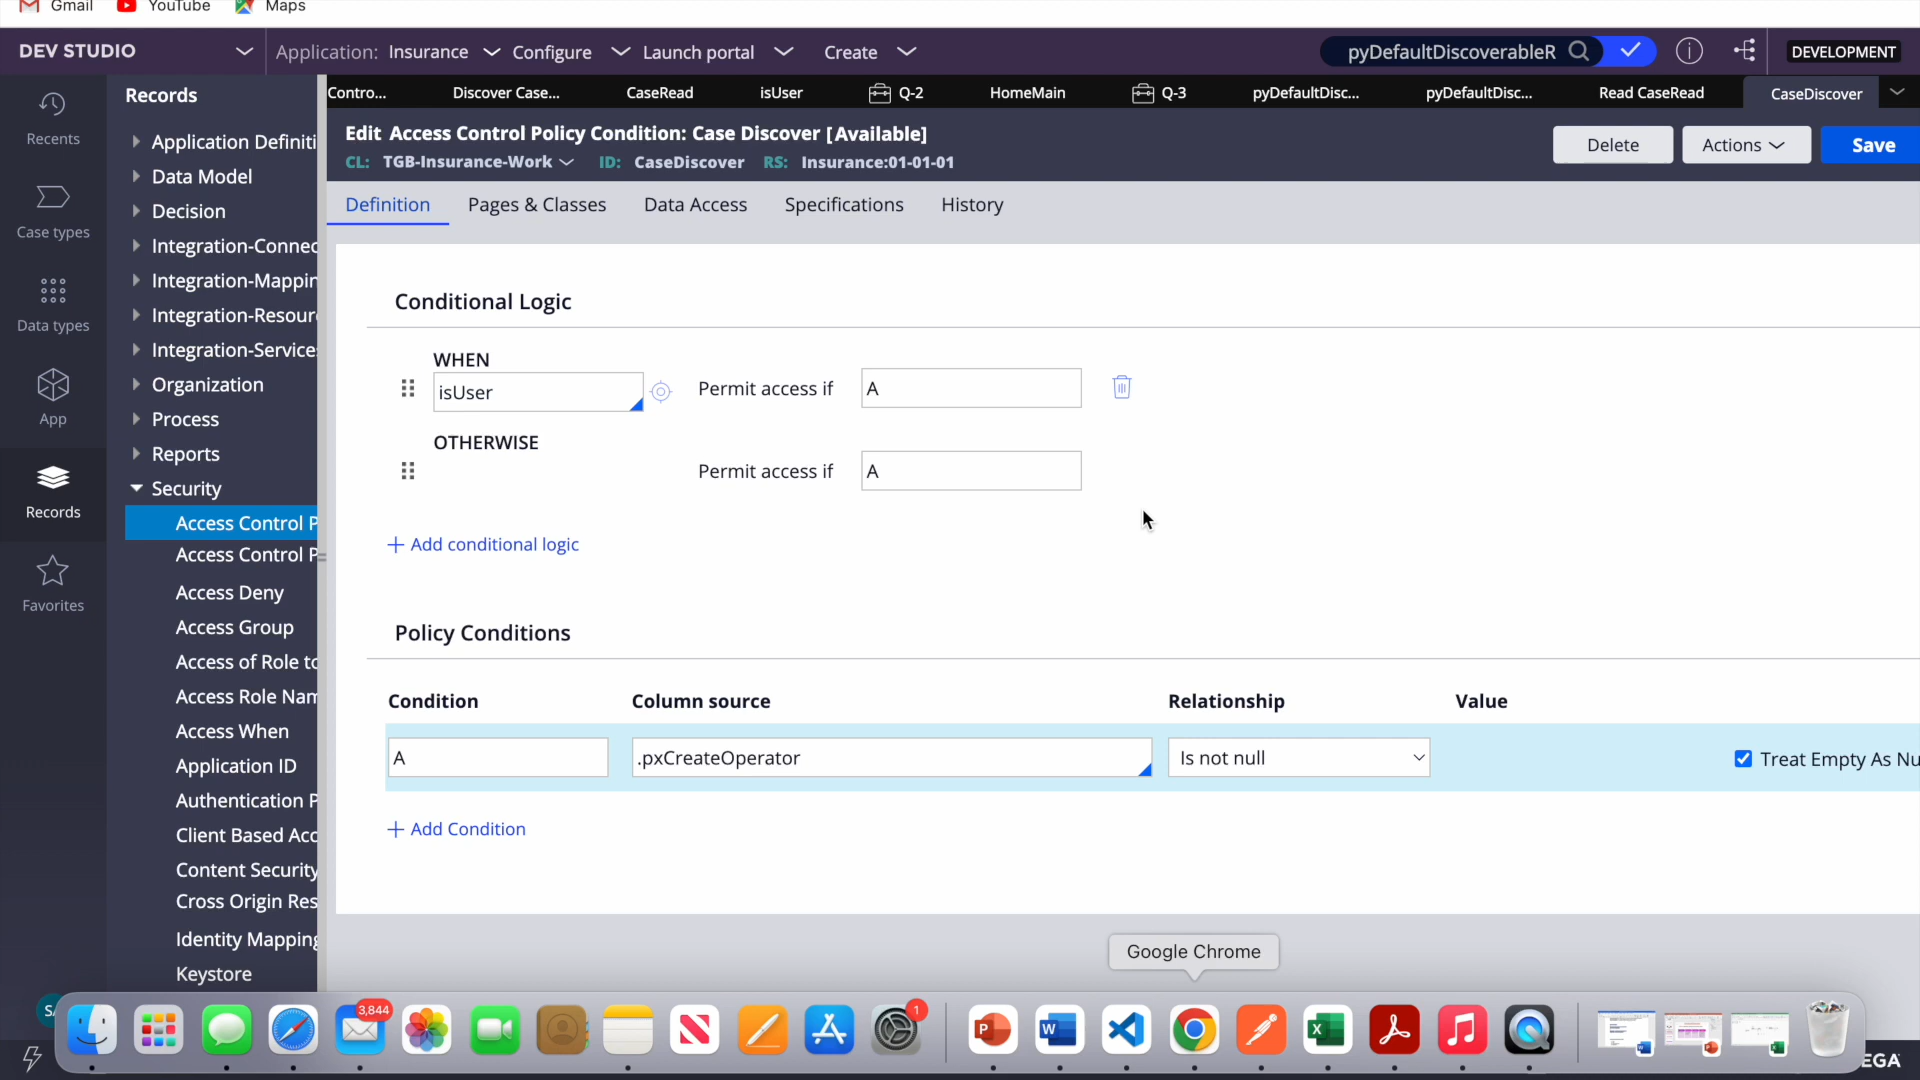 Gmail YouTube Maps
DEV STUDIO Application: Insurance Configure Launch portal Create pyDefaultDiscoverableR DEVELOPMENT
Contro... Discover Case... CaseRead isUser Q-2 HomeMain Q-3 pyDefaultDisc... pyDefaultDisc... Read CaseRead CaseDiscover
Edit Access Control Policy Condition: Case Discover [Available]
CL: TGB-Insurance-Work ID: CaseDiscover RS: Insurance:01-01-01
Delete Actions Save
Definition Pages & Classes Data Access Specifications History
Recents
Case types
Data types
App
Records
Favorites
Records
Application Definiti
Data Model
Decision
Integration-Connec
Integration-Mappin
Integration-Resour
Integration-Service
Organization
Process
Reports
Security
Access Control P
Access Control P
Access Deny
Access Group
Access of Role to
Access Role Nam
Access When
Application ID
Authentication P
Client Based Acc
Content Security
Cross Origin Res
Identity Mapping
Keystore
Conditional Logic
WHEN
isUser Permit access if A
OTHERWISE
Permit access if A
Add conditional logic
Policy Conditions
Condition Column source Relationship Value
A .pxCreateOperator Is not null Treat Empty As Nu
Add Condition
Google Chrome
3,844
1
EGA